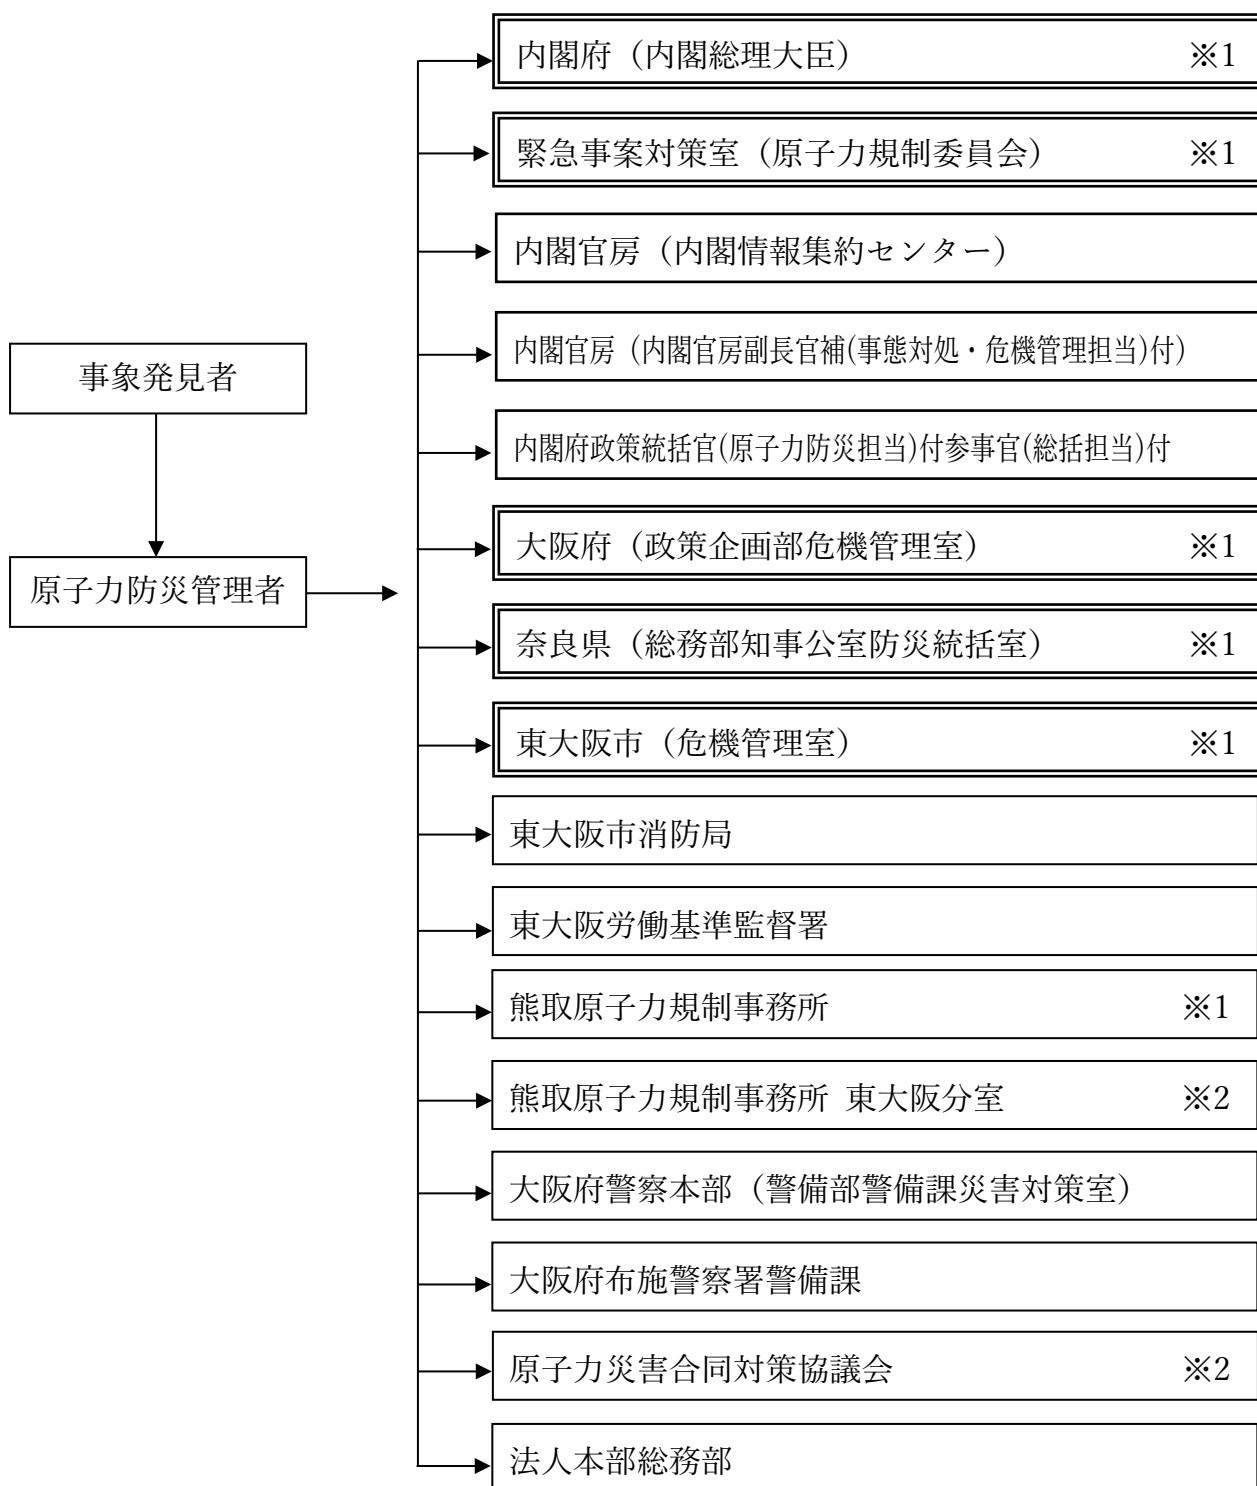 内閣府（内閣総理大臣） ※1
緊急事案対策室（原子力規制委員会） ※1
内閣官房（内閣情報集約センター）
内閣官房（内閣官房副長官補(事態対処・危機管理担当)付）
事象発見者
内閣府政策統括官(原子力防災担当)付参事官(総括担当)付
大阪府（政策企画部危機管理室） ※1
原子力防災管理者
奈良県（総務部知事公室防災統括室） ※1
東大阪市（危機管理室） ※1
東大阪市消防局
東大阪労働基準監督署
熊取原子力規制事務所 ※1
熊取原子力規制事務所 東大阪分室 ※2
大阪府警察本部（警備部警備課災害対策室）
大阪府布施警察署警備課
原子力災害合同対策協議会 ※2
法人本部総務部